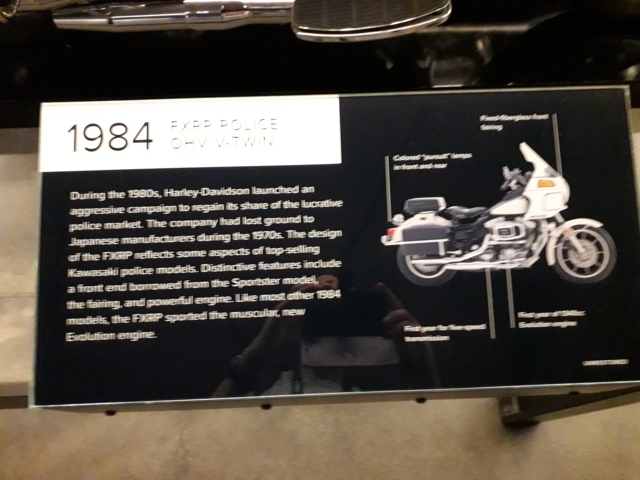 1984
FXRP POLICE
OHV V-TWIN
During the 1980s, Harley-Davidson launched an
aggressive campaign to regain its share of the lucrative
police market. The company had lost ground to
Japanese manufacturers during the 1970s. The design
of the FXRP reflects some aspects of top-selling
Kawasaki police models. Distinctive features include
a front end borrowed from the Sportster model,
the fairing, and powerful engine. Like most other 1984
models, the FXRP sported the muscular, new
Evolution engine.
Fixed fiberglass front
fairing
Colored "pursuit" lamps
in front and rear
First year for five-speed
transmission
First year of 1340cc
Evolution engine